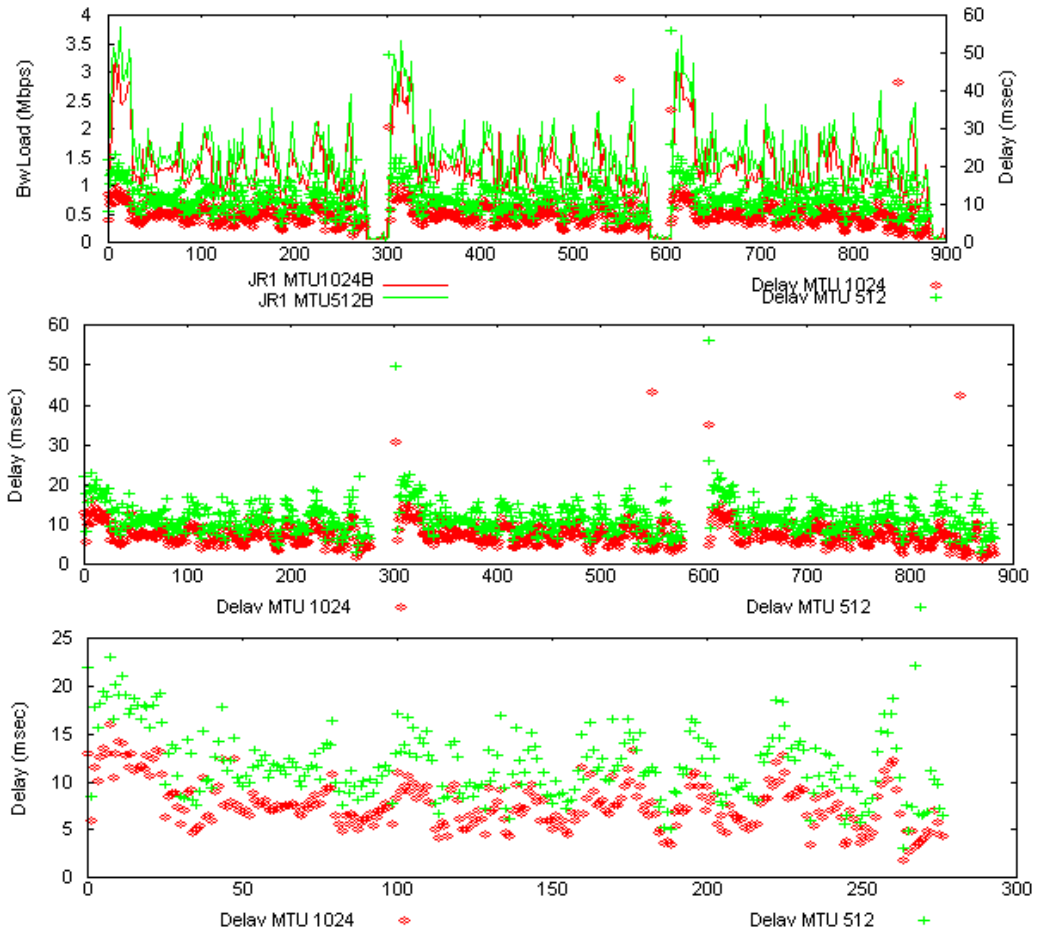 4
3.5
3
2.5
2
1.5
1
0.5
0
BwLoad (Mbps)
60
50
40
30
20
10
0
Delay (msec)
0 100 200 300 400 500 600 700 800 900
JR1 MTU1024B
JR1 MTU512B
Delay MTU 1024
Delay MTU 512
60
50
40
30
20
10
0
Delay (msec)
0 100 200 300 400 500 600 700 800 900
Delay MTU 1024 Delay MTU 512
25
20
15
10
5
0
Delay (msec)
0 50 100 150 200 250 300
Delay MTU 1024 Delay MTU 512